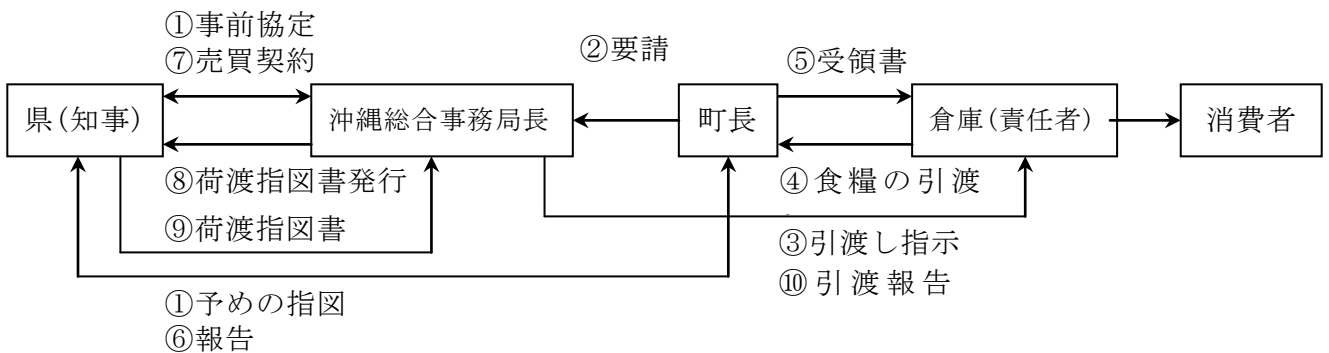 ①事前協定
⑦売買契約
②要請
⑤受領書
県(知事)
沖縄総合事務局長
町長
倉庫(責任者)
消費者
⑧荷渡指図書発行
④食糧の引渡
⑨荷渡指図書
③引渡し指示
⑩引渡報告
①予めの指図
⑥報告